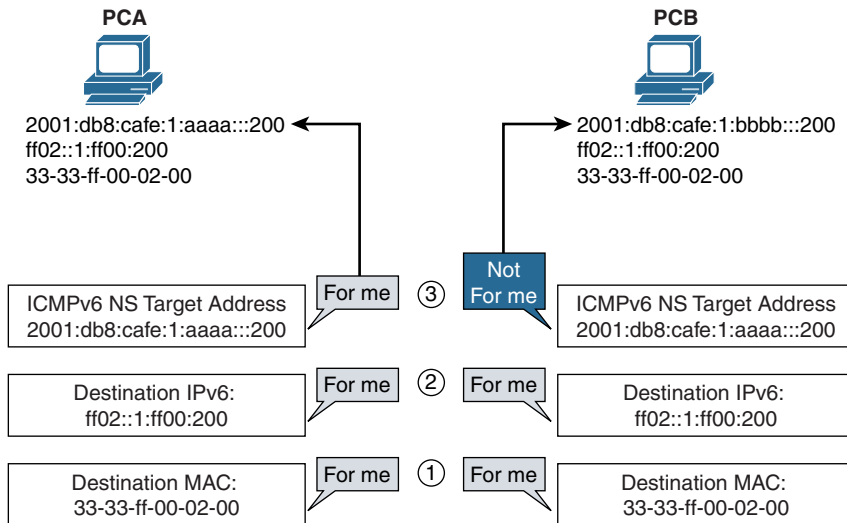 PCA
PCB
2001:db8:cafe:1:aaaa:::200
ff02::1:ff00:200
33-33-ff-00-02-00
2001:db8:cafe:1:bbbb:::200
ff02::1:ff00:200
33-33-ff-00-02-00
ICMPv6 NS Target Address
2001:db8:cafe:1:aaaa:::200
For me
3
Not
For me
ICMPv6 NS Target Address
2001:db8:cafe:1:aaaa:::200
Destination IPv6:
ff02::1:ff00:200
For me
2
For me
Destination IPv6:
ff02::1:ff00:200
Destination MAC:
33-33-ff-00-02-00
For me
1
For me
Destination MAC:
33-33-ff-00-02-00